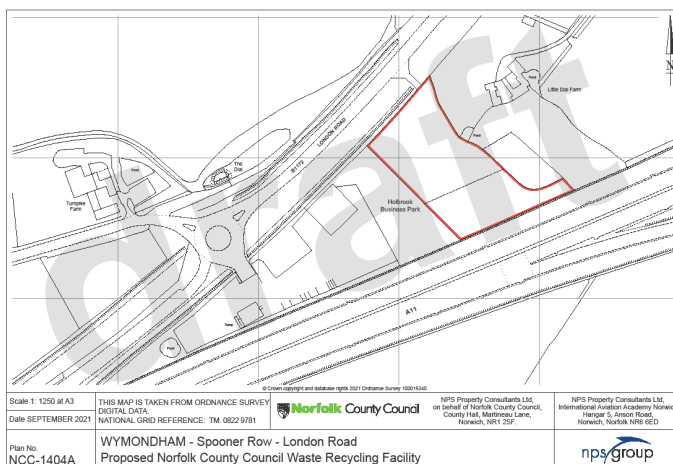 draft
N
Pond
Little Dial Farm
Pond
B1172 LONDON ROAD
The
Dial
Pond
Turnpike
Farm
Holbrook
Business Park
A11
Pond
© Crown copyright and database rights 2021 Ordnance Survey 100019340
Scale 1: 1250 at A3
Date SEPTEMBER 2021
THIS MAP IS TAKEN FROM ORDNANCE SURVEY
DIGITAL DATA.
NATIONAL GRID REFERENCE: TM. 0822 9781
Norfolk County Council
NPS Property Consultants Ltd,
on behalf of Norfolk County Council,
County Hall, Martineau Lane,
Norwich, NR1 2SF.
NPS Property Consultants Ltd,
International Aviation Academy Norwic
Hangar 5, Anson Road,
Norwich, Norfolk NR6 6ED
Plan No.
NCC-1404A
WYMONDHAM - Spooner Row - London Road
Proposed Norfolk County Council Waste Recycling Facility
nps group